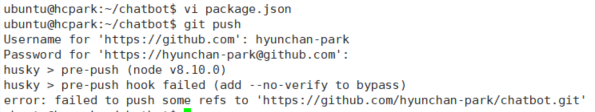 ubuntu@hcpark:~/chatbot$ vi package.json
ubuntu@hcpark:~/chatbot$ git push
Username for 'https://github.com': hyunchan-park
Password for 'https://hyunchan-park@github.com':
husky > pre-push (node v8.10.0)
husky > pre-push hook failed (add --no-verify to bypass)
error: failed to push some refs to 'https://github.com/hyunchan-park/chatbot.git'